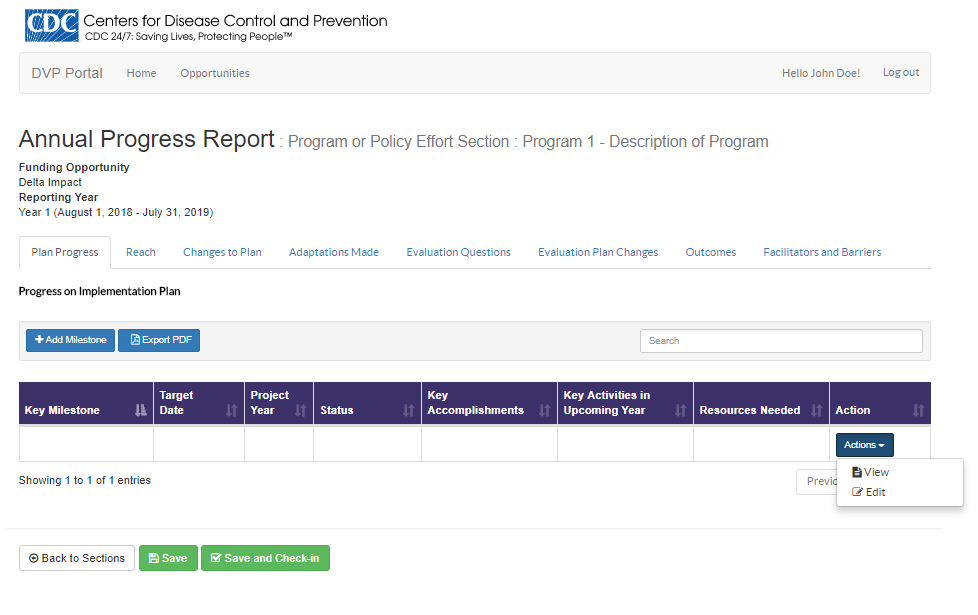 CDC Centers for Disease Control and Prevention
CDC 24/7: Saving Lives, Protecting People™
DVP Portal Home Opportunities Hello John Doe! Log out
Annual Progress Report : Program or Policy Effort Section : Program 1 - Description of Program
Funding Opportunity
Delta Impact
Reporting Year
Year 1 (August 1, 2018 - July 31, 2019)
Plan Progress Reach Changes to Plan Adaptations Made Evaluation Questions Evaluation Plan Changes Outcomes Facilitators and Barriers
Progress on Implementation Plan
Add Milestone Export PDF Search
Key Milestone
Target
Date
Project
Year
Status
Key
Accomplishments
Key Activities in
Upcoming Year
Resources Needed
Action
Actions
View
Edit
Showing 1 to 1 of 1 entries
Back to Sections Save Save and Check-in